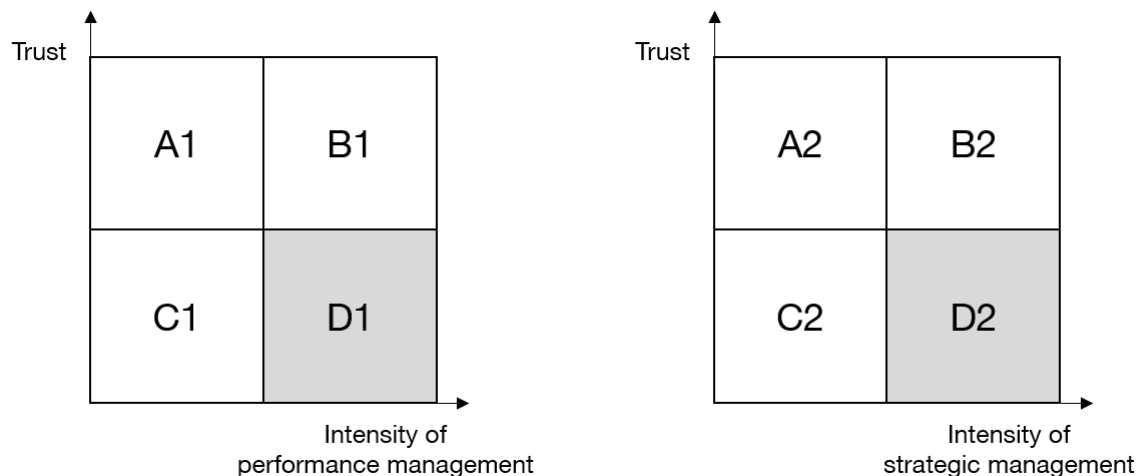 Trust
A1
B1
C1
D1
Intensity of
performance management
Trust
A2
B2
C2
D2
Intensity of
strategic management